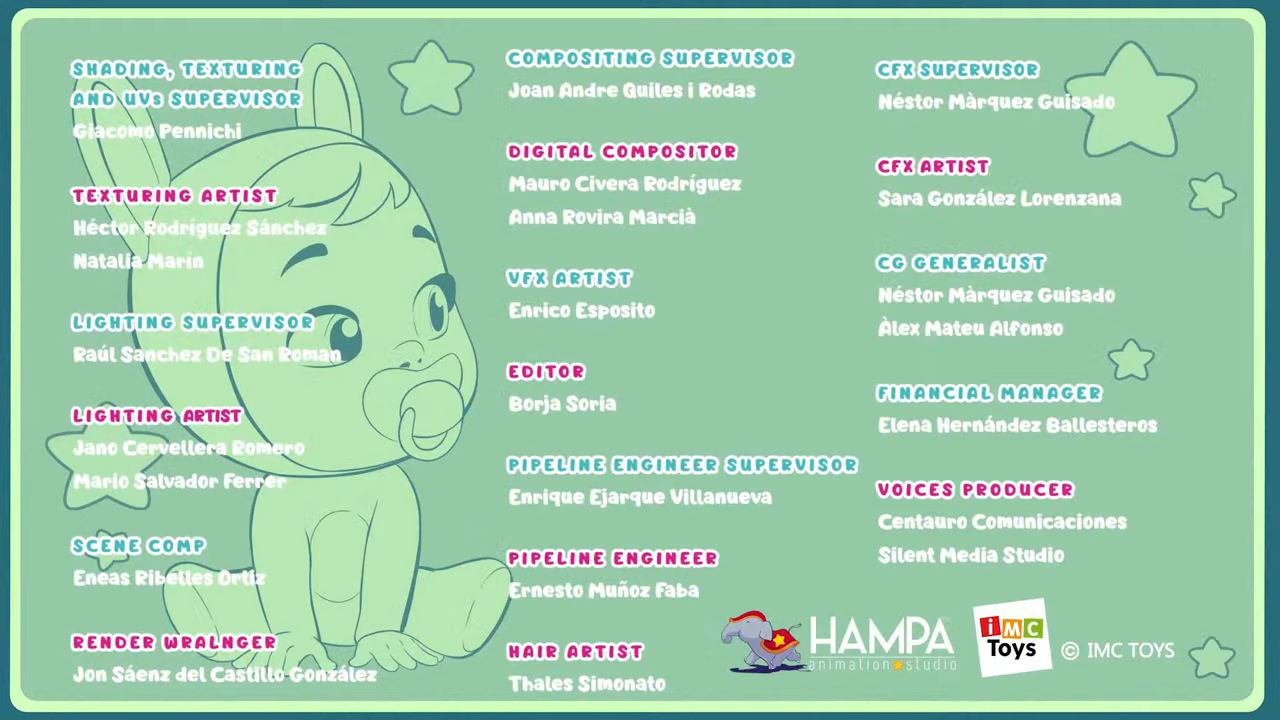 SHADING, TEXTURING
AND UVs SUPERVISOR
Giacomo Pennichi
TEXTURING ARTIST
Héctor Rodríguez Sánchez
Natalia Marin
LIGHTING SUPERVISOR
Raúl Sanchez De San Roman
LIGHTING ARTIST
Jano Cervellera Romero
Mario Salvador Ferrer
SCENE COMP
Eneas Ribelles Ortiz
RENDER WRALNGER
Jon Sáenz del Castillo González
COMPOSITING SUPERVISOR
Joan Andre Quiles i Rodas
DIGITAL COMPOSITOR
Mauro Civera Rodríguez
Anna Rovira Marcià
VFX ARTIST
Enrico Esposito
EDITOR
Borja Soria
PIPELINE ENGINEER SUPERVISOR
Enrique Ejarque Villanueva
PIPELINE ENGINEER
Ernesto Muñoz Faba
HAIR ARTIST
Thales Simonato
CFX SUPERVISOR
Néstor Màrquez Guisado
CFX ARTIST
Sara González Lorenzana
CG GENERALIST
Néstor Màrquez Guisado
Àlex Mateu Alfonso
FINANCIAL MANAGER
Elena Hernández Ballesteros
VOICES PRODUCER
Centauro Comunicaciones
Silent Media Studio
HAMPA
animation studio
imc
Toys
© IMC TOYS